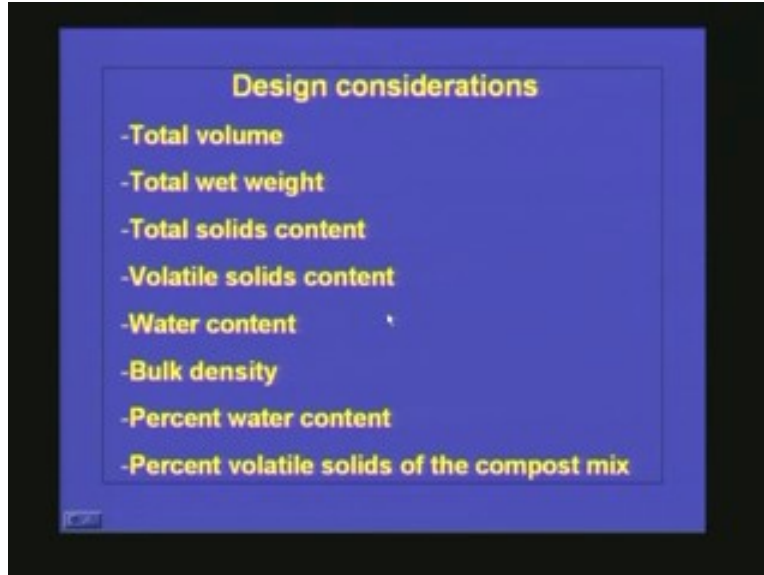 Design considerations
-Total volume
-Total wet weight
-Total solids content
-Volatile solids content
-Water content
-Bulk density
-Percent water content
-Percent volatile solids of the compost mix